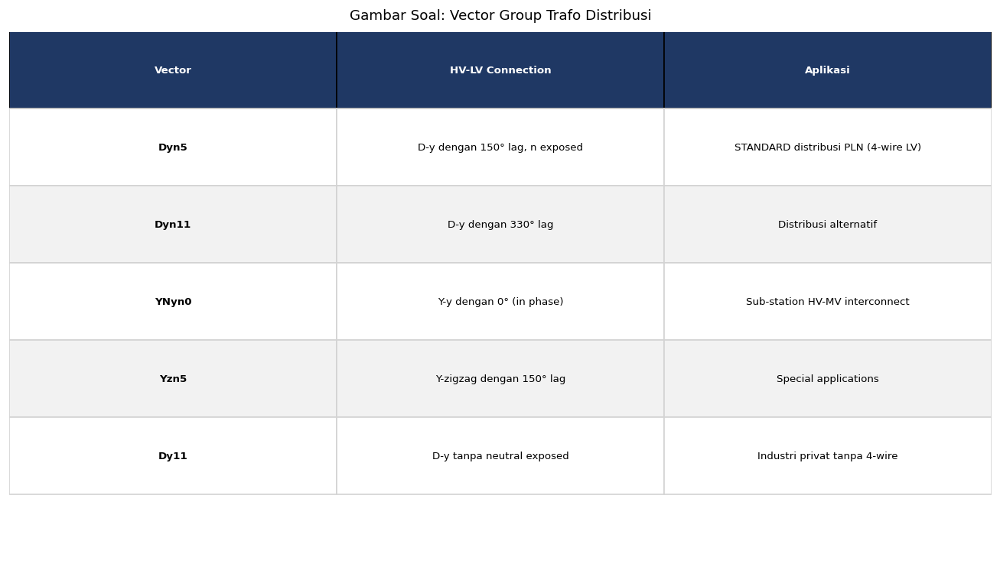 Gambar Soal: Vector Group Trafo Distribusi
Vector HV-LV Connection Aplikasi
Dyn5 D-y dengan 150° lag, n exposed STANDARD distribusi PLN (4-wire LV)
Dyn11 D-y dengan 330° lag Distribusi alternatif
YNyn0 Y-y dengan 0° (in phase) Sub-station HV-MV interconnect
Yzn5 Y-zigzag dengan 150° lag Special applications
Dy11 D-y tanpa neutral exposed Industri privat tanpa 4-wire